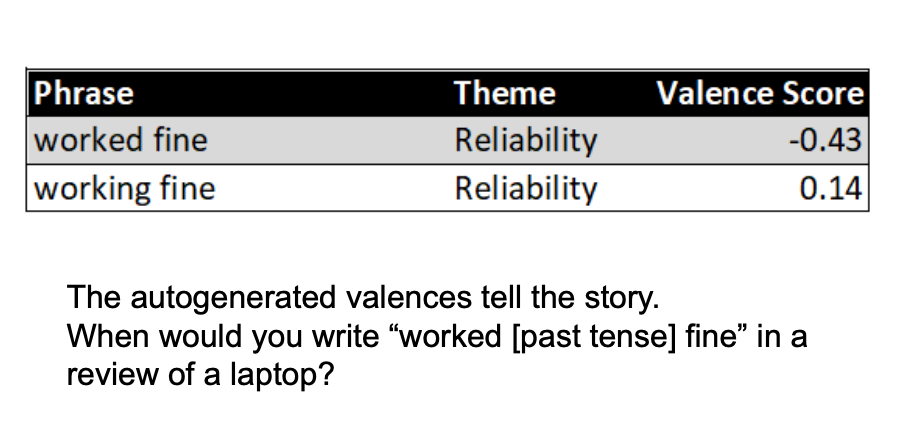 Phrase Theme Valence Score
worked fine Reliability -0.43
working fine Reliability 0.14
The autogenerated valences tell the story.
When would you write “worked [past tense] fine” in a
review of a laptop?